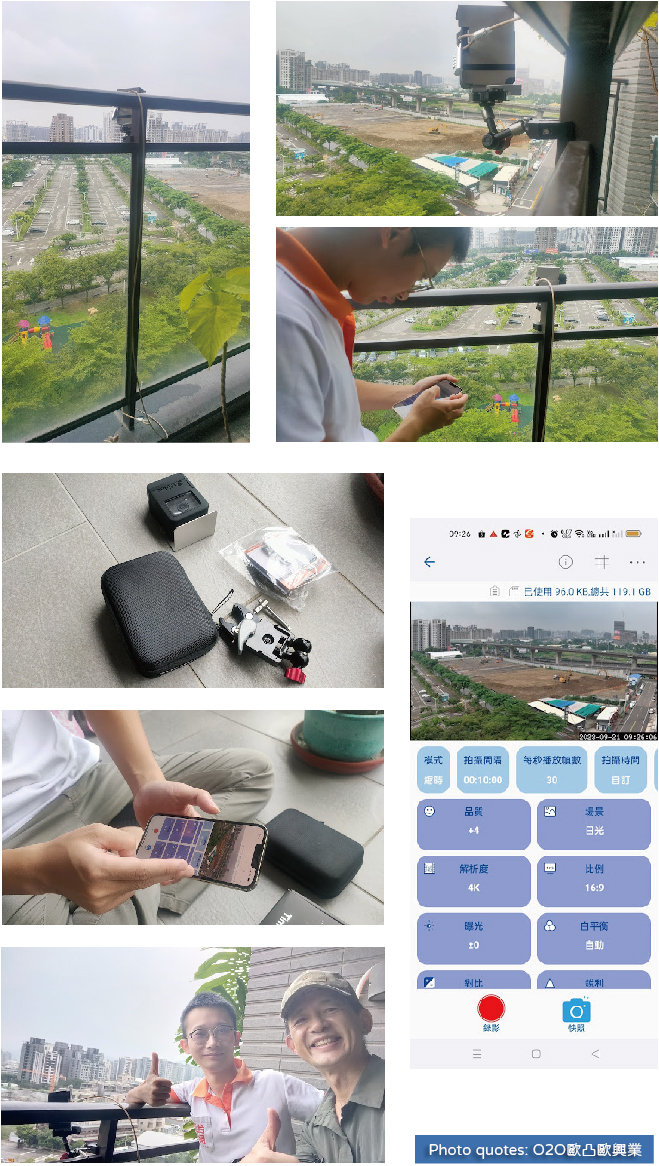 09:26
已使用 96.0 KB,總共 119.1 GB
2023-09-21 09:26:06
模式 拍攝間隔 每秒播放幀數 拍攝時間
縮時 00:10:00 30 自訂
品質 場景
+4 日光
解析度 比例
4K 16:9
曝光 白平衡
±0 自動
對比 銳利
錄影 快照
Photo quotes: O2O歐凸歐興業